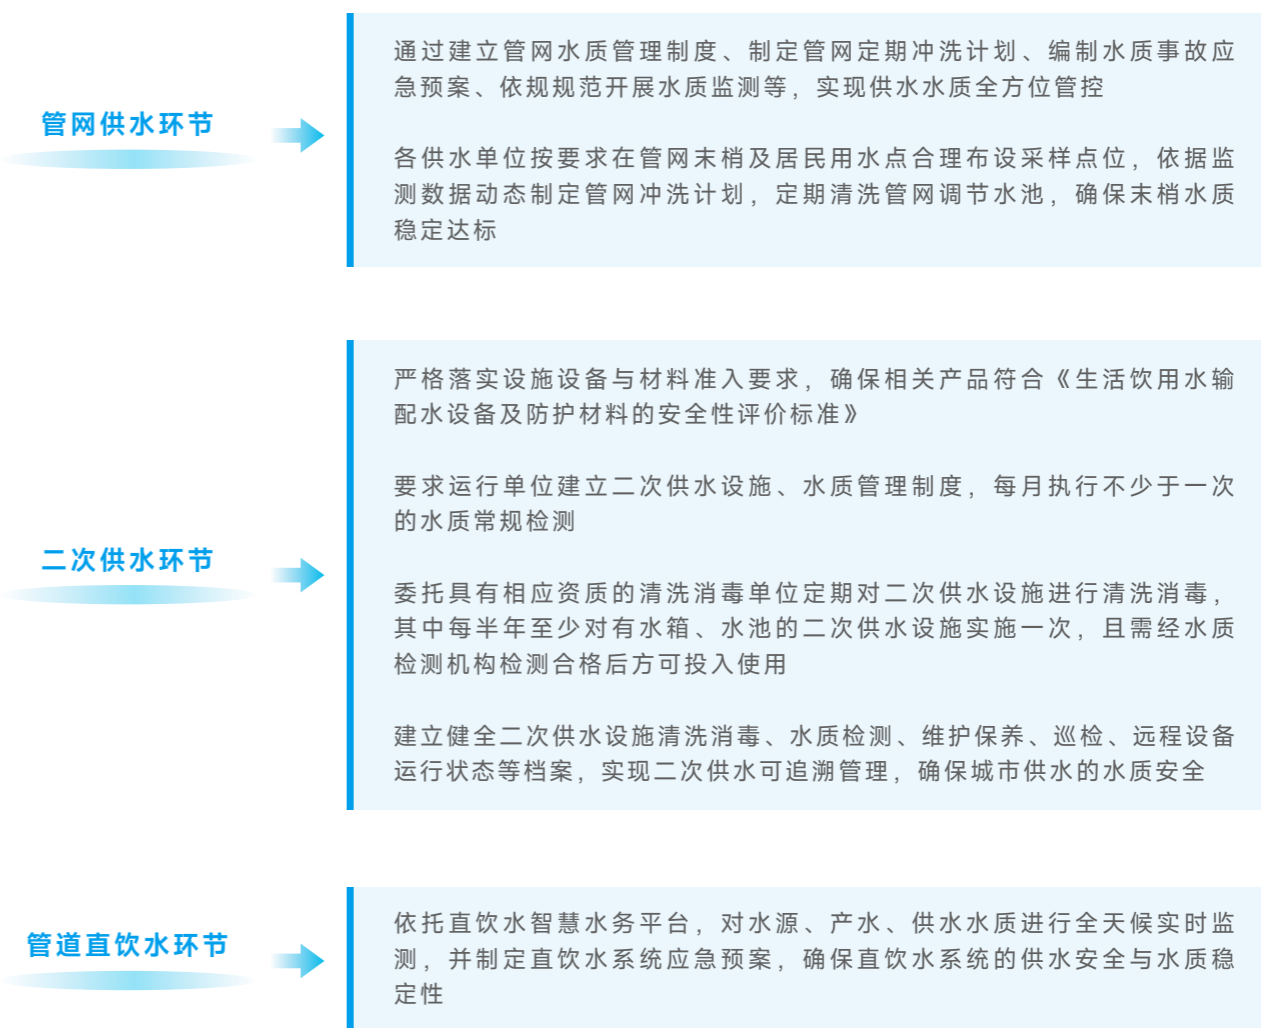 管网供水环节
通过建立管网水质管理制度、制定管网定期冲洗计划、编制水质事故应
急预案、依规规范开展水质监测等，实现供水水质全方位管控
各供水单位按要求在管网末梢及居民用水点合理布设采样点位，依据监
测数据动态制定管网冲洗计划，定期清洗管网调节水池，确保末梢水质
稳定达标
二次供水环节
严格落实设施设备与材料准入要求，确保相关产品符合《生活饮用水输
配水设备及防护材料的安全性评价标准》
要求运行单位建立二次供水设施、水质管理制度，每月执行不少于一次
的水质常规检测
委托具有相应资质的清洗消毒单位定期对二次供水设施进行清洗消毒，
其中每半年至少对有水箱、水池的二次供水设施实施一次，且需经水质
检测机构检测合格后方可投入使用
建立健全二次供水设施清洗消毒、水质检测、维护保养、巡检、远程设备
运行状态等档案，实现二次供水可追溯管理，确保城市供水的水质安全
管道直饮水环节
依托直饮水智慧水务平台，对水源、产水、供水水质进行全天候实时监
测，并制定直饮水系统应急预案，确保直饮水系统的供水安全与水质稳
定性